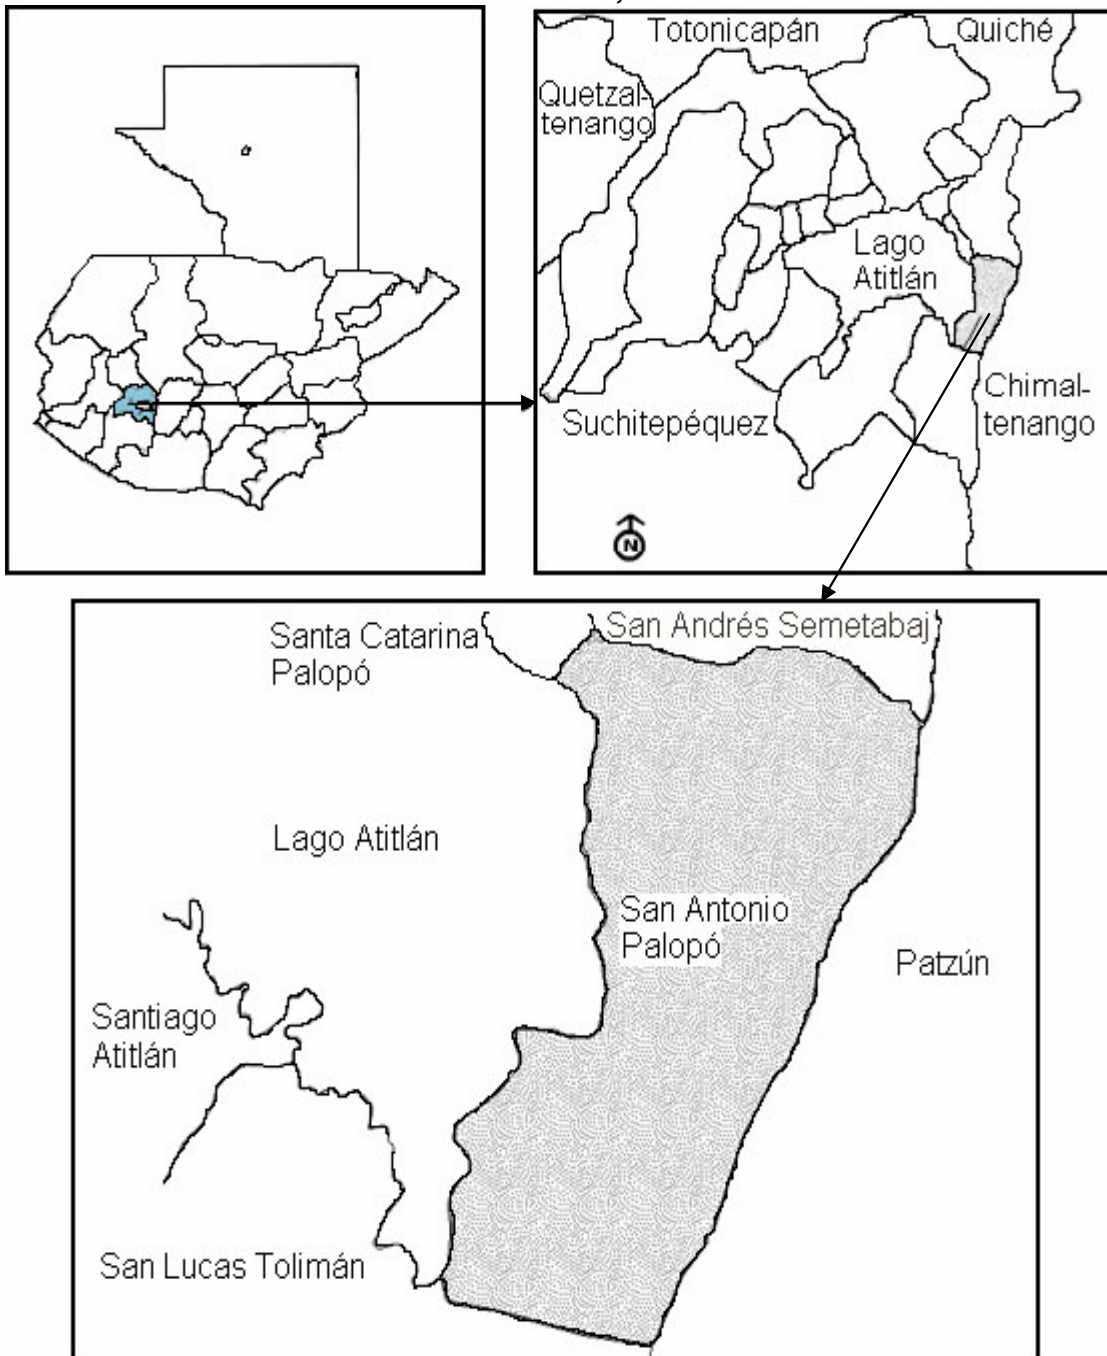 Totonicapán
Quiché
Quetzal-
tenango
Lago
Atitlán
Chimal-
tenango
Suchitepéquez
N
Santa Catarina
Palopó
San Andrés Semetabaj
Lago Atitlán
San Antonio
Palopó
Patzún
Santiago
Atitlán
San Lucas Tolimán